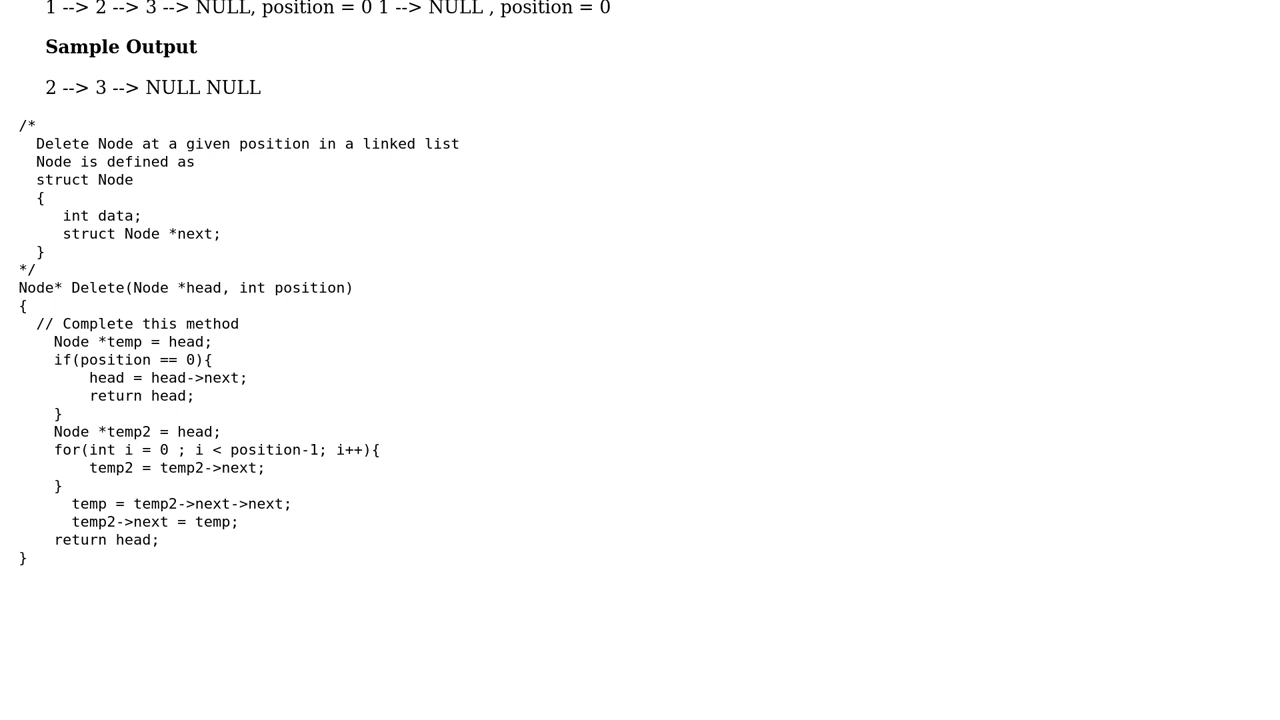 1 --> 2 --> 3 --> NULL, position = 0 1 --> NULL , position = 0
Sample Output
2 --> 3 --> NULL NULL
/*
  Delete Node at a given position in a linked list
  Node is defined as
  struct Node
  {
     int data;
     struct Node *next;
  }
*/
Node* Delete(Node *head, int position)
{
  // Complete this method
    Node *temp = head;
    if(position == 0){
        head = head->next;
        return head;
    }
    Node *temp2 = head;
    for(int i = 0 ; i < position-1; i++){
        temp2 = temp2->next;
    }
      temp = temp2->next->next;
      temp2->next = temp;
    return head;
}